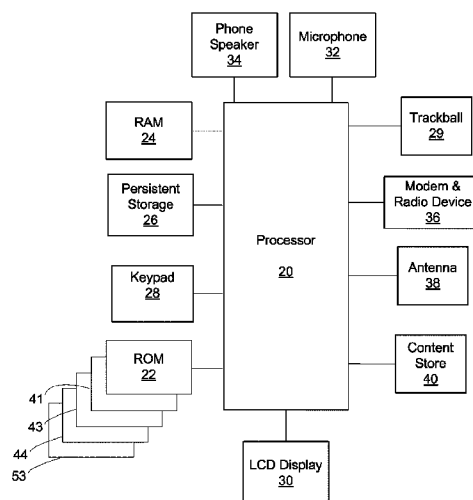 Phone
Speaker
34
Microphone
32
RAM
24
Trackball
29
Persistent
Storage
26
Modem &
Radio Device
36
Processor
20
Keypad
28
Antenna
38
ROM
22
Content
Store
40
41
43
44
53
LCD Display
30